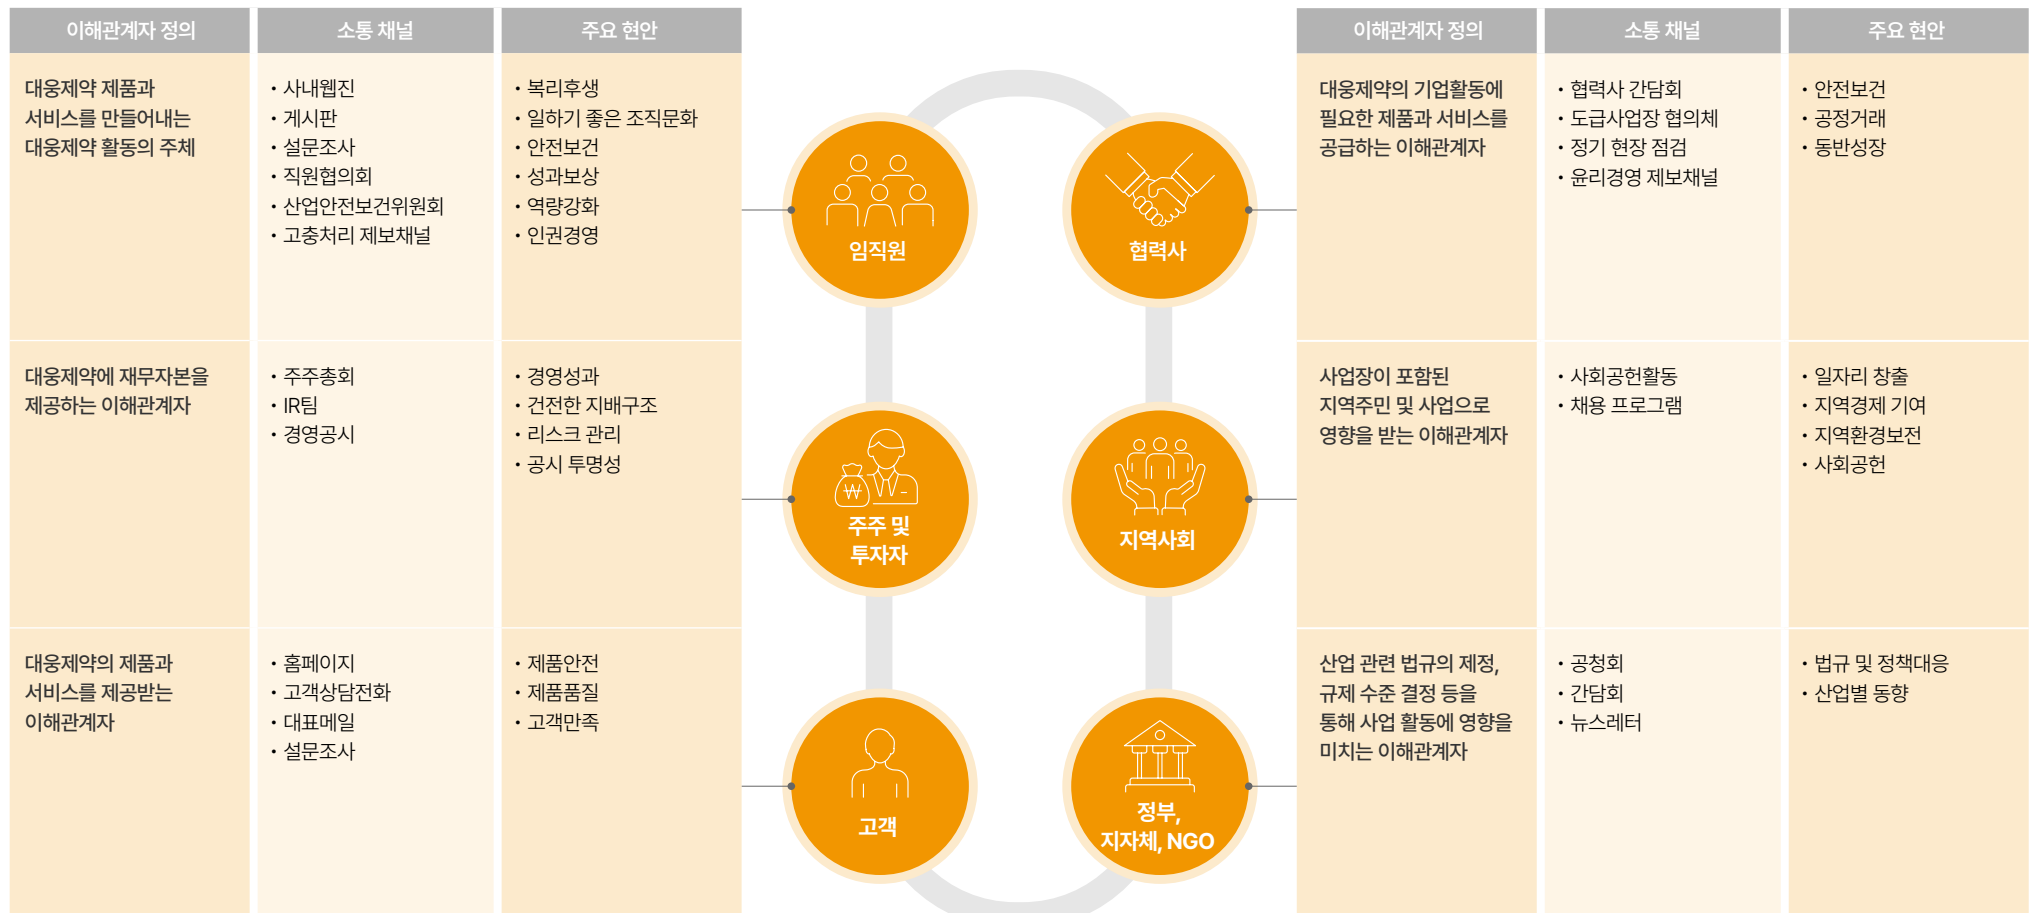 이해관계자 정의
소통 채널
주요 현안
대웅제약 제품과
서비스를 만들어내는
대웅제약 활동의 주체
• 사내웹진
• 게시판
• 설문조사
• 직원협의회
• 산업안전보건위원회
• 고충처리 제보채널
• 복리후생
• 일하기 좋은 조직문화
• 안전보건
• 성과보상
• 역량강화
• 인권경영
임직원
대웅제약에 재무자본을
제공하는 이해관계자
• 주주총회
• IR팀
• 경영공시
• 경영성과
• 건전한 지배구조
• 리스크 관리
• 공시 투명성
주주 및
투자자
대웅제약의 제품과
서비스를 제공받는
이해관계자
• 홈페이지
• 고객상담전화
• 대표메일
• 설문조사
• 제품안전
• 제품품질
• 고객만족
고객
이해관계자 정의
소통 채널
주요 현안
협력사
대웅제약의 기업활동에
필요한 제품과 서비스를
공급하는 이해관계자
• 협력사 간담회
• 도급사업장 협의체
• 정기 현장 점검
• 윤리경영 제보채널
• 안전보건
• 공정거래
• 동반성장
지역사회
사업장이 포함된
지역주민 및 사업으로
영향을 받는 이해관계자
• 사회공헌활동
• 채용 프로그램
• 일자리 창출
• 지역경제 기여
• 지역환경보전
• 사회공헌
정부,
지자체, NGO
산업 관련 법규의 제정,
규제 수준 결정 등을
통해 사업 활동에 영향을
미치는 이해관계자
• 공청회
• 간담회
• 뉴스레터
• 법규 및 정책대응
• 산업별 동향